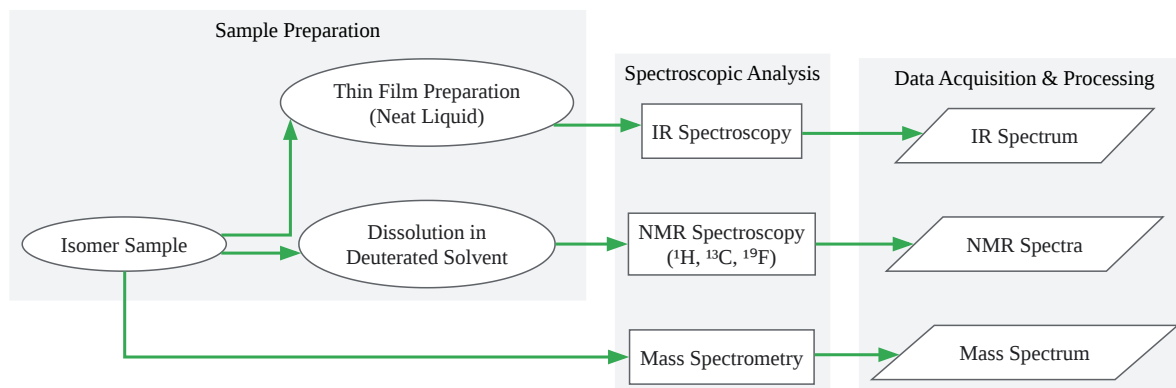 Sample Preparation
Thin Film Preparation
(Neat Liquid)
Isomer Sample
Dissolution in
Deuterated Solvent
Spectroscopic Analysis
IR Spectroscopy
NMR Spectroscopy
(¹H, ¹³C, ¹⁹F)
Mass Spectrometry
Data Acquisition & Processing
IR Spectrum
NMR Spectra
Mass Spectrum